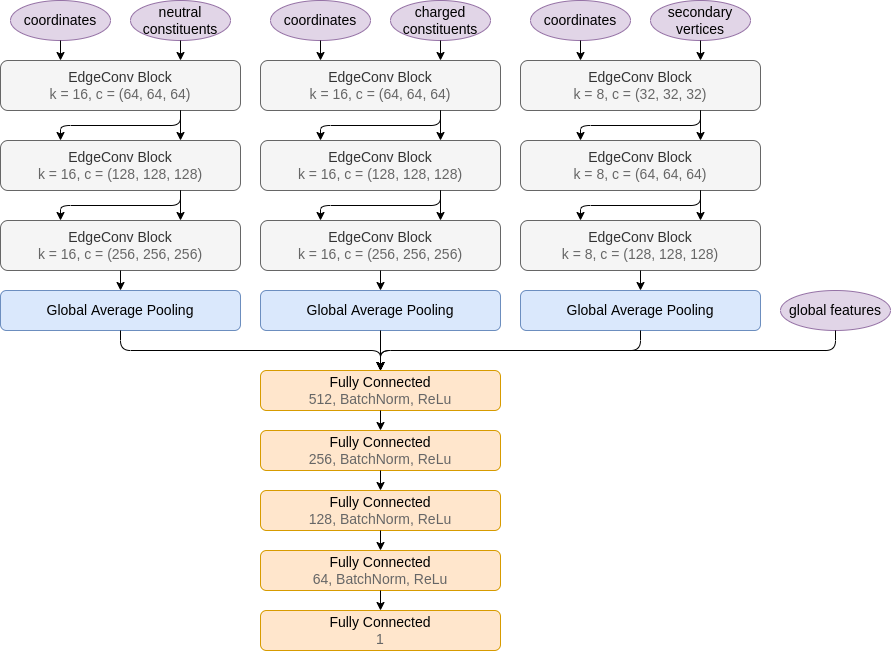 coordinates
neutral
constituents
coordinates
charged
constituents
coordinates
secondary
vertices
EdgeConv Block
k = 16, c = (64, 64, 64)
EdgeConv Block
k = 16, c = (64, 64, 64)
EdgeConv Block
k = 8, c = (32, 32, 32)
EdgeConv Block
k = 16, c = (128, 128, 128)
EdgeConv Block
k = 16, c = (128, 128, 128)
EdgeConv Block
k = 8, c = (64, 64, 64)
EdgeConv Block
k = 16, c = (256, 256, 256)
EdgeConv Block
k = 16, c = (256, 256, 256)
EdgeConv Block
k = 8, c = (128, 128, 128)
Global Average Pooling
Global Average Pooling
Global Average Pooling
global features
Fully Connected
512, BatchNorm, ReLu
Fully Connected
256, BatchNorm, ReLu
Fully Connected
128, BatchNorm, ReLu
Fully Connected
64, BatchNorm, ReLu
Fully Connected
1